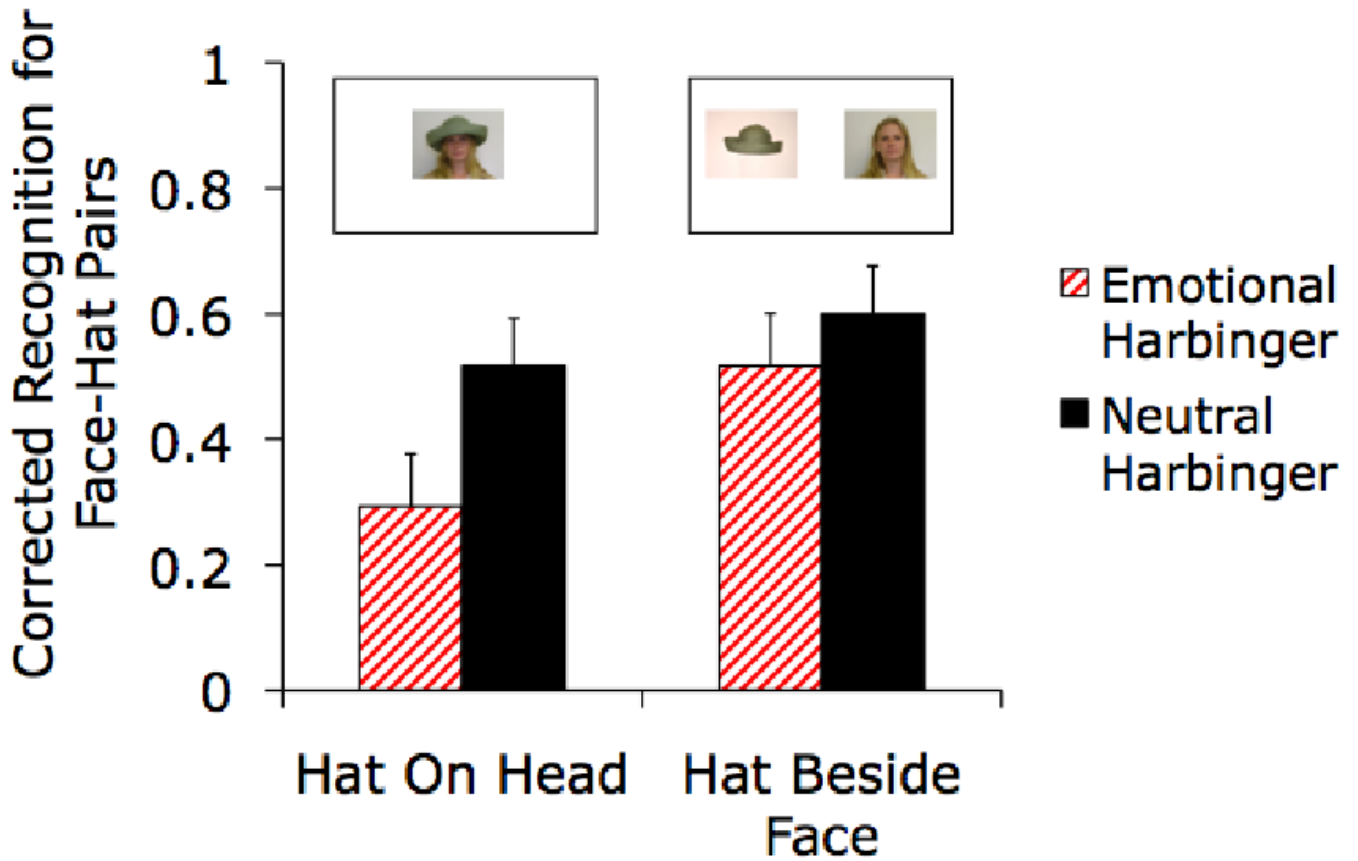 Corrected Recognition for
Face-Hat Pairs
1
0.8
0.6
0.4
0.2
0
Hat On Head
Hat Beside
Face
Emotional
Harbinger
Neutral
Harbinger